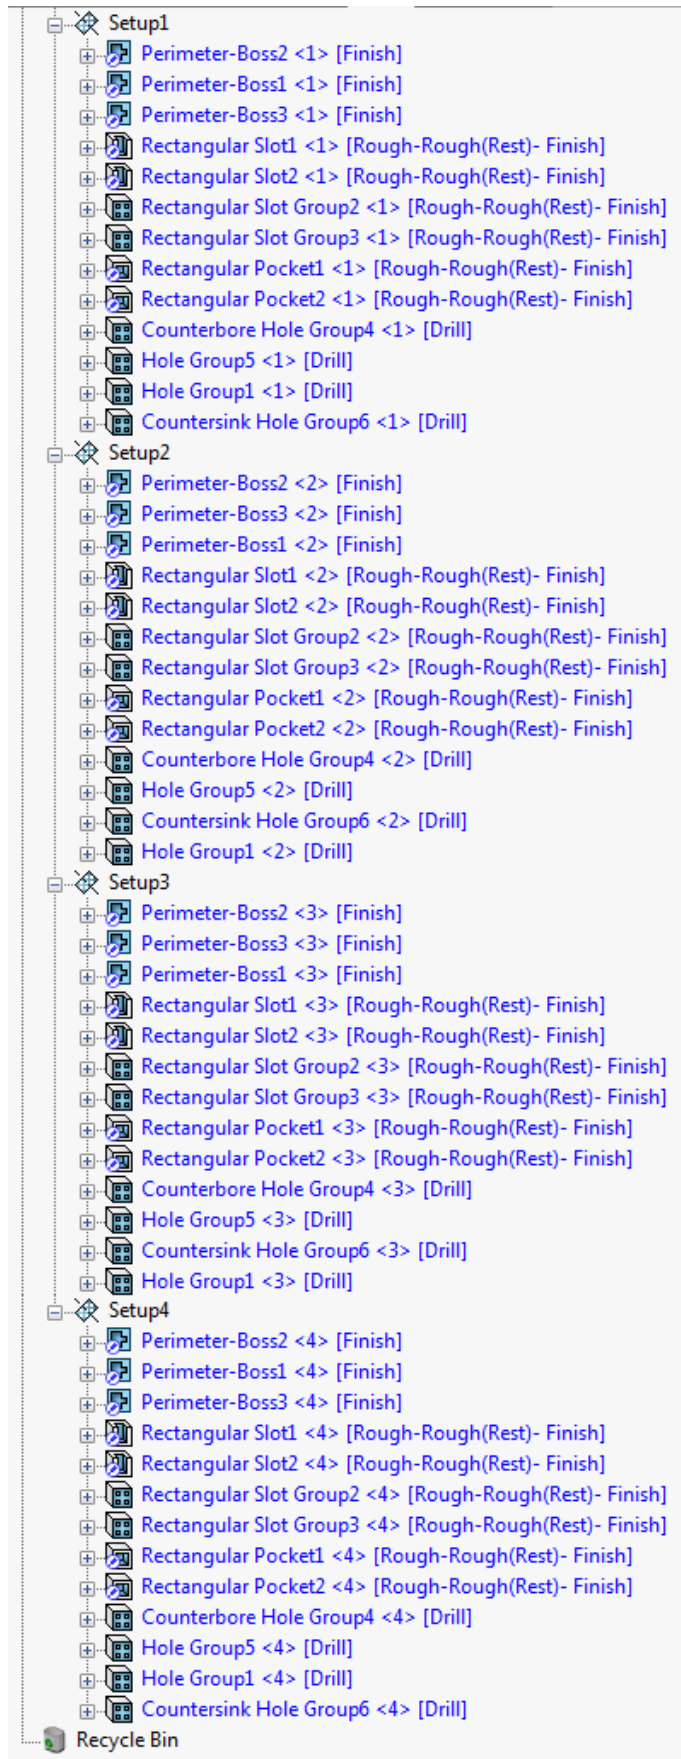 Setup1
Perimeter-Boss2 <1> [Finish]
Perimeter-Boss1 <1> [Finish]
Perimeter-Boss3 <1> [Finish]
Rectangular Slot1 <1> [Rough-Rough(Rest)- Finish]
Rectangular Slot2 <1> [Rough-Rough(Rest)- Finish]
Rectangular Slot Group2 <1> [Rough-Rough(Rest)- Finish]
Rectangular Slot Group3 <1> [Rough-Rough(Rest)- Finish]
Rectangular Pocket1 <1> [Rough-Rough(Rest)- Finish]
Rectangular Pocket2 <1> [Rough-Rough(Rest)- Finish]
Counterbore Hole Group4 <1> [Drill]
Hole Group5 <1> [Drill]
Hole Group1 <1> [Drill]
Countersink Hole Group6 <1> [Drill]
Setup2
Perimeter-Boss2 <2> [Finish]
Perimeter-Boss3 <2> [Finish]
Perimeter-Boss1 <2> [Finish]
Rectangular Slot1 <2> [Rough-Rough(Rest)- Finish]
Rectangular Slot2 <2> [Rough-Rough(Rest)- Finish]
Rectangular Slot Group2 <2> [Rough-Rough(Rest)- Finish]
Rectangular Slot Group3 <2> [Rough-Rough(Rest)- Finish]
Rectangular Pocket1 <2> [Rough-Rough(Rest)- Finish]
Rectangular Pocket2 <2> [Rough-Rough(Rest)- Finish]
Counterbore Hole Group4 <2> [Drill]
Hole Group5 <2> [Drill]
Countersink Hole Group6 <2> [Drill]
Hole Group1 <2> [Drill]
Setup3
Perimeter-Boss2 <3> [Finish]
Perimeter-Boss3 <3> [Finish]
Perimeter-Boss1 <3> [Finish]
Rectangular Slot1 <3> [Rough-Rough(Rest)- Finish]
Rectangular Slot2 <3> [Rough-Rough(Rest)- Finish]
Rectangular Slot Group2 <3> [Rough-Rough(Rest)- Finish]
Rectangular Slot Group3 <3> [Rough-Rough(Rest)- Finish]
Rectangular Pocket1 <3> [Rough-Rough(Rest)- Finish]
Rectangular Pocket2 <3> [Rough-Rough(Rest)- Finish]
Counterbore Hole Group4 <3> [Drill]
Hole Group5 <3> [Drill]
Countersink Hole Group6 <3> [Drill]
Hole Group1 <3> [Drill]
Setup4
Perimeter-Boss2 <4> [Finish]
Perimeter-Boss1 <4> [Finish]
Perimeter-Boss3 <4> [Finish]
Rectangular Slot1 <4> [Rough-Rough(Rest)- Finish]
Rectangular Slot2 <4> [Rough-Rough(Rest)- Finish]
Rectangular Slot Group2 <4> [Rough-Rough(Rest)- Finish]
Rectangular Slot Group3 <4> [Rough-Rough(Rest)- Finish]
Rectangular Pocket1 <4> [Rough-Rough(Rest)- Finish]
Rectangular Pocket2 <4> [Rough-Rough(Rest)- Finish]
Counterbore Hole Group4 <4> [Drill]
Hole Group5 <4> [Drill]
Hole Group1 <4> [Drill]
Countersink Hole Group6 <4> [Drill]
Recycle Bin